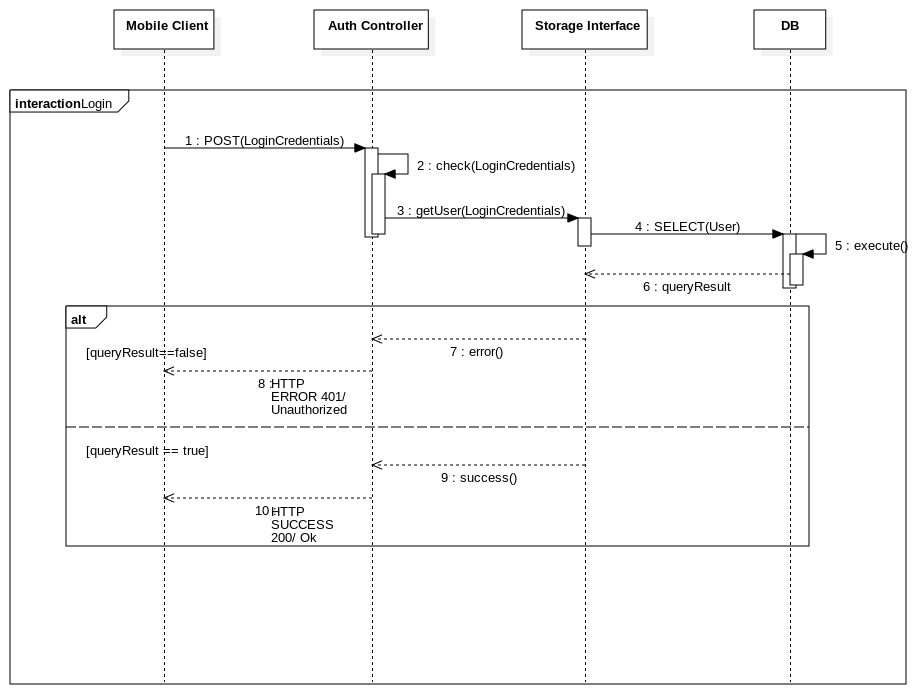 Mobile Client
Auth Controller
Storage Interface
DB
interactionLogin
1 : POST(LoginCredentials)
2 : check(LoginCredentials)
3 : getUser(LoginCredentials)
4 : SELECT(User)
5 : execute()
6 : queryResult
alt
7 : error()
[queryResult==false]
8 : HTTP
ERROR 401/
Unauthorized
[queryResult == true]
9 : success()
10 : HTTP
SUCCESS
200/ Ok